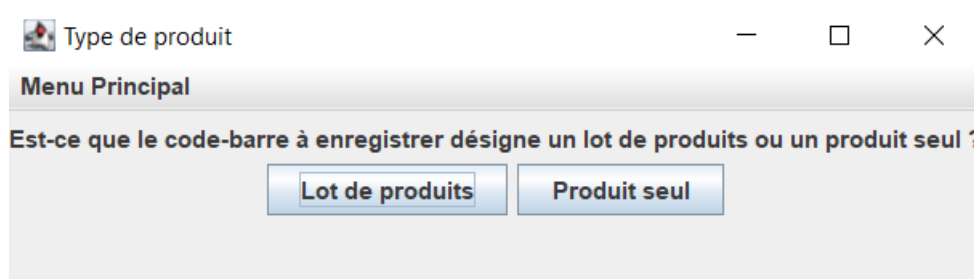 Type de produit
Menu Principal
Est-ce que le code-barre à enregistrer désigne un lot de produits ou un produit seul ?
Lot de produits Produit seul